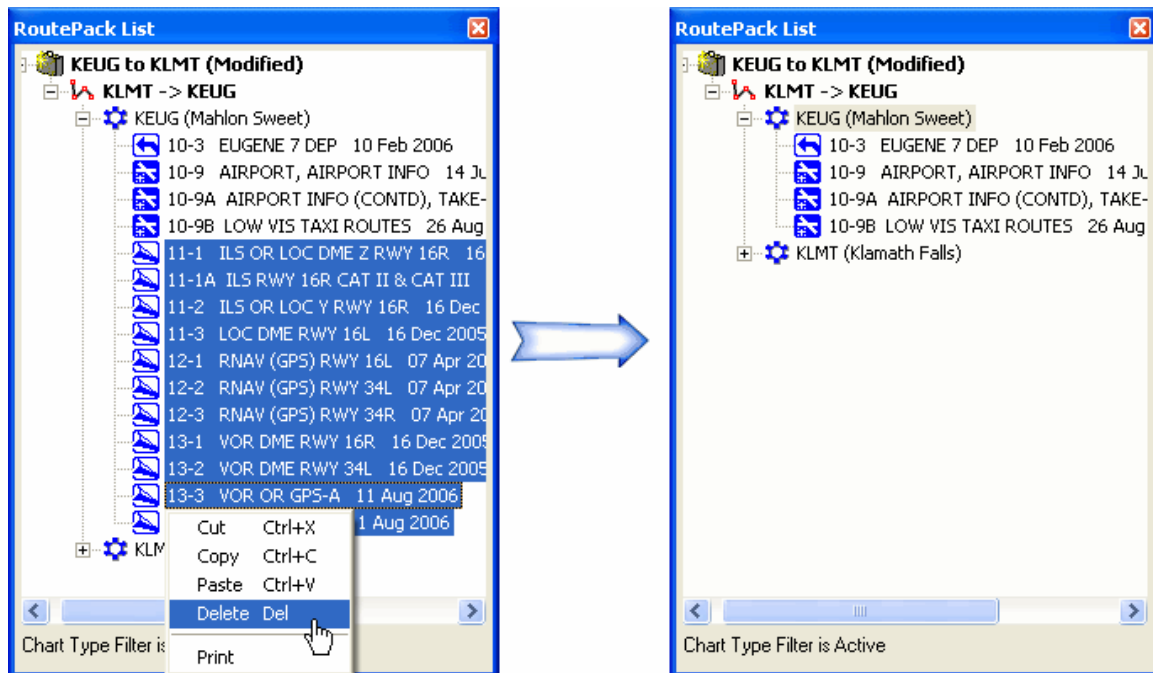 RoutePack List
KEUG to KLMT (Modified)
KLMT -> KEUG
KEUG (Mahlon Sweet)
10-3 EUGENE 7 DEP 10 Feb 2006
10-9 AIRPORT, AIRPORT INFO 14
10-9A AIRPORT INFO (CONTD), TAKE-
10-9B LOW VIS TAXI ROUTES 26 Aug
11-1 ILS OR LOC DME Z RWY 16R 16
11-1A ILS RWY 16R CAT II & CAT III
11-2 ILS OR LOC Y RWY 16R 16 Dec
11-3 LOC DME RWY 16L 16 Dec 2005
12-1 RNAV (GPS) RWY 16L 07 Apr 20
12-2 RNAV (GPS) RWY 34L 07 Apr 20
12-3 RNAV (GPS) RWY 34R 07 Apr 20
13-1 VOR DME RWY 16R 16 Dec 2005
13-2 VOR DME RWY 34L 16 Dec 2005
13-3 VOR OR GPS-A 11 Aug 2006
1 Aug 2006
KLM
Cut Ctrl+X
Copy Ctrl+C
Paste Ctrl+V
Delete Del
Print
Chart Type Filter is
RoutePack List
KEUG to KLMT (Modified)
KLMT -> KEUG
KEUG (Mahlon Sweet)
10-3 EUGENE 7 DEP 10 Feb 2006
10-9 AIRPORT, AIRPORT INFO 14
10-9A AIRPORT INFO (CONTD), TAKE-
10-9B LOW VIS TAXI ROUTES 26 Aug
KLMT (Klamath Falls)
Chart Type Filter is Active